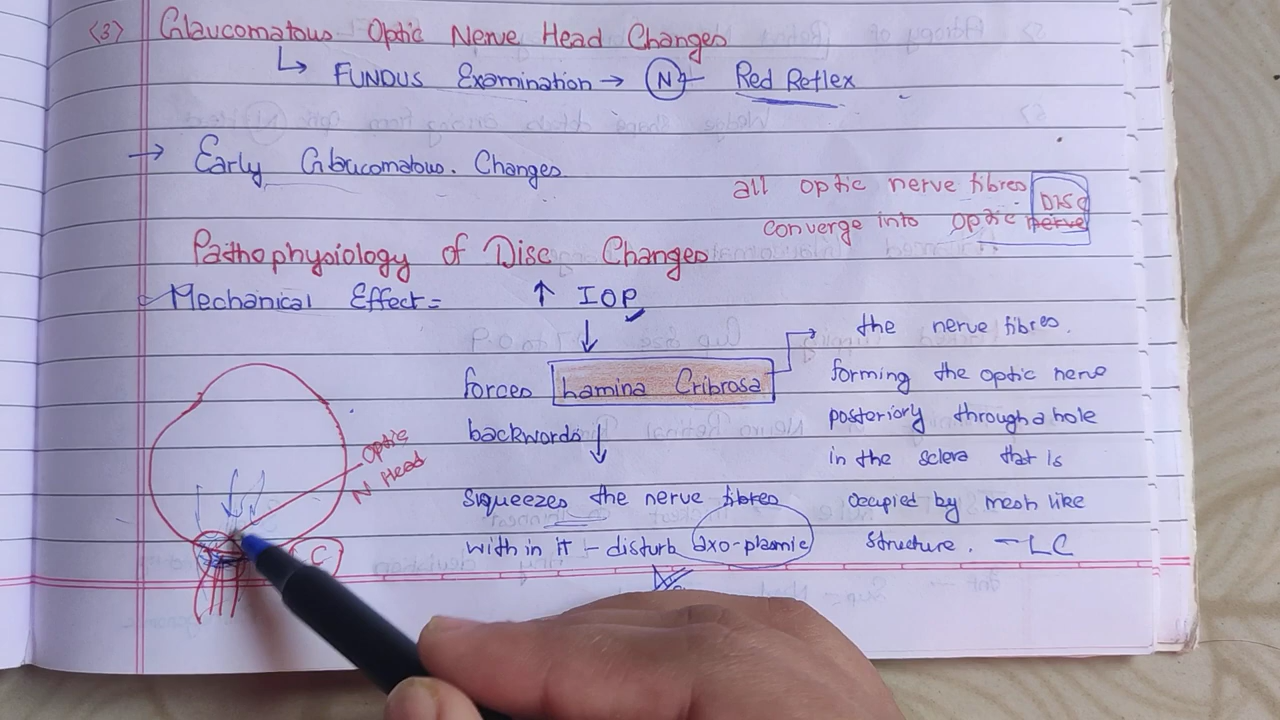 (3) Glaucomatous Optic Nerve Head Changes
↳ FUNDUS Examination → N Red Reflex
→ Early Glaucomatous. Changes
all optic nerve fibres
converge into optic nerve DISC
Pathophysiology of Disc Changes
Mechanical Effect = ↑ IOP
↓
forces Lamina Cribrosa
backwords ↓
squeezes the nerve fibres
with in it - disturb axo-plasmic
→ the nerve fibres.
forming the optic nerve
posteriory through a hole
in the sclera that is
occupied by mesh like
structure. - LC
Optic
N Head
C